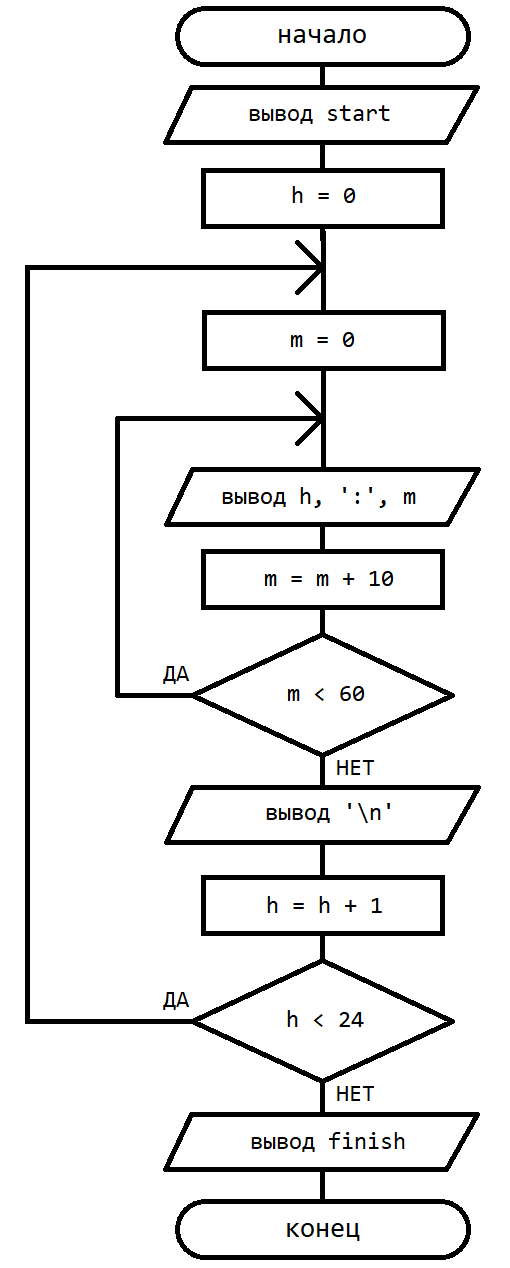 начало
вывод start
h = 0
m = 0
вывод h, ':', m
m = m + 10
ДА
m < 60
НЕТ
вывод '\n'
h = h + 1
ДА
h < 24
НЕТ
вывод finish
конец